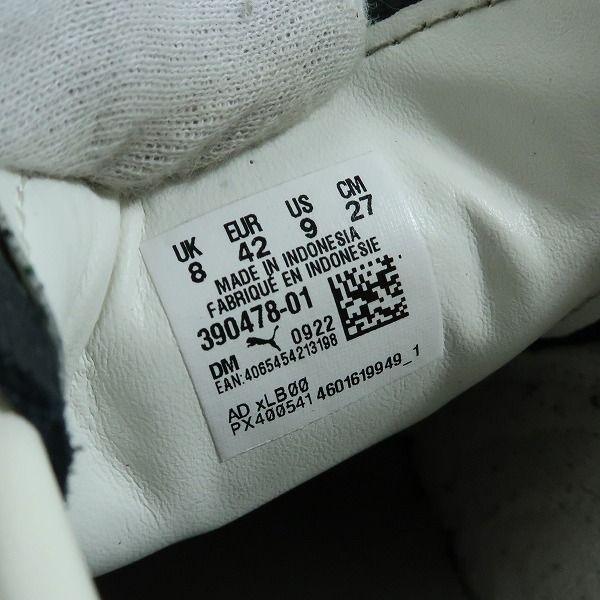 UK EUR US CM
8 42 9 27
MADE IN INDONESIA
FABRIQUÉ EN INDONESIE
390478-01
DM 0922
EAN:4065454213198
AD xLB00
PX400541 4601619949_1